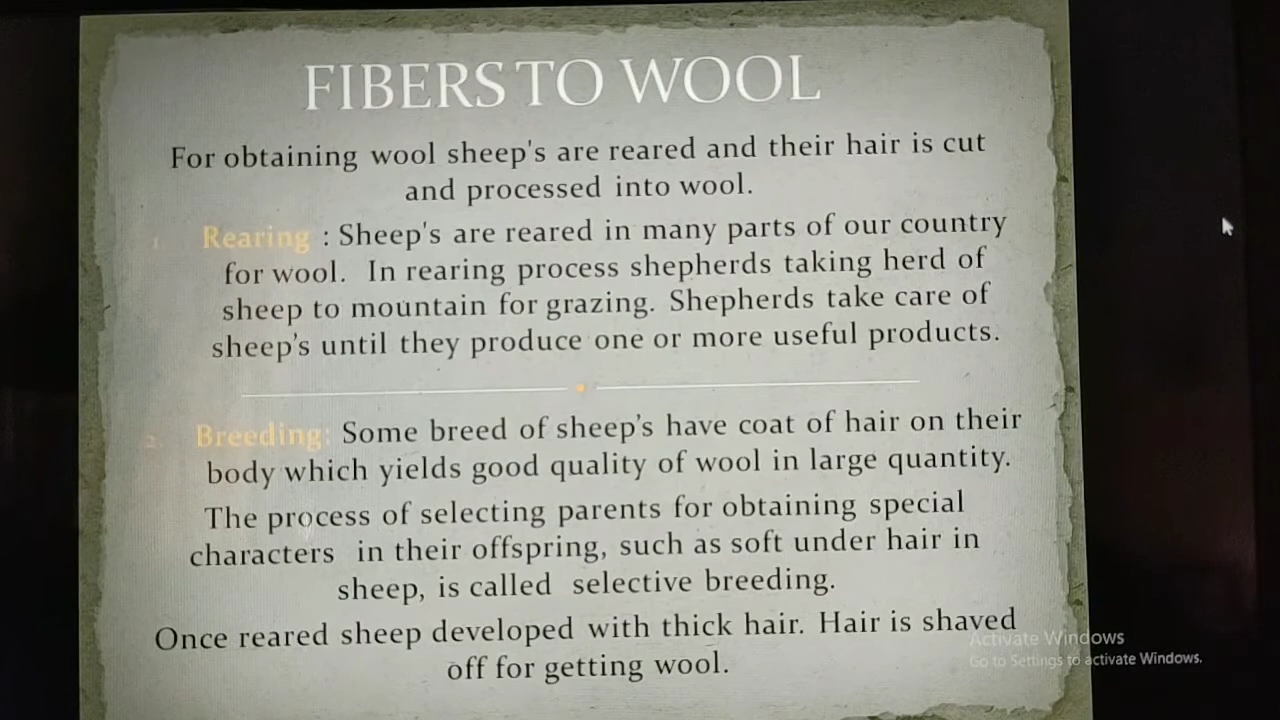 FIBERS TO WOOL
For obtaining wool sheep's are reared and their hair is cut
and processed into wool.
1. Rearing : Sheep's are reared in many parts of our country
for wool. In rearing process shepherds taking herd of
sheep to mountain for grazing. Shepherds take care of
sheep's until they produce one or more useful products.
2. Breeding: Some breed of sheep's have coat of hair on their
body which yields good quality of wool in large quantity.
The process of selecting parents for obtaining special
characters in their offspring, such as soft under hair in
sheep, is called selective breeding.
Once reared sheep developed with thick hair. Hair is shaved
off for getting wool.
Activate Windows
Go to Settings to activate Windows.